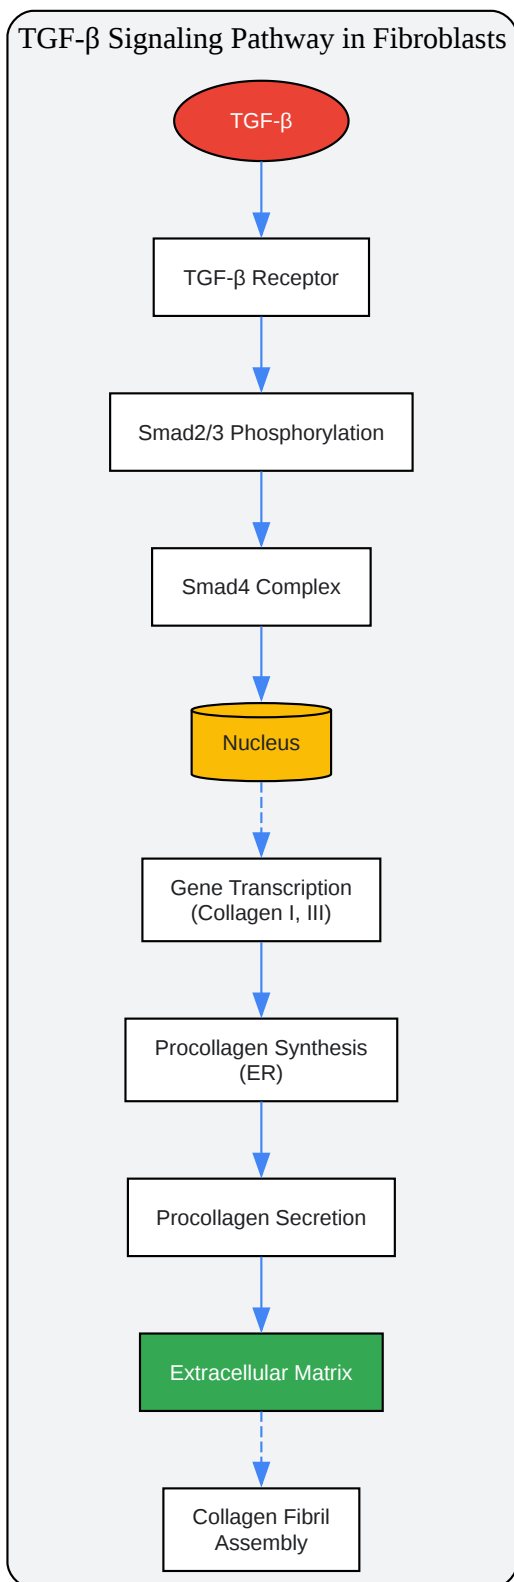 TGF-β Signaling Pathway in Fibroblasts
TGF-β
TGF-β Receptor
Smad2/3 Phosphorylation
Smad4 Complex
Nucleus
Gene Transcription
(Collagen I, III)
Procollagen Synthesis
(ER)
Procollagen Secretion
Extracellular Matrix
Collagen Fibril
Assembly